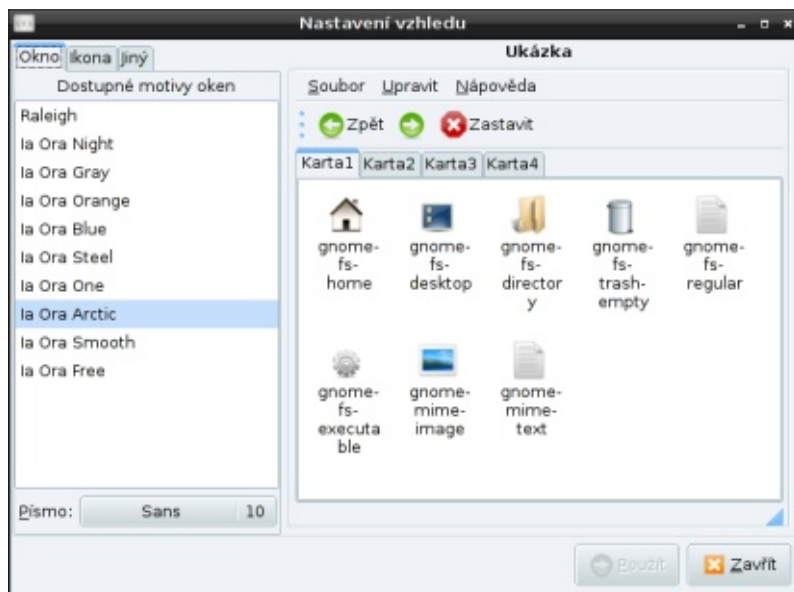 Nastavení vzhledu
Okno Ikona Jiný
Dostupné motivy oken
Raleigh
Ia Ora Night
Ia Ora Gray
Ia Ora Orange
Ia Ora Blue
Ia Ora Steel
Ia Ora One
Ia Ora Arctic
Ia Ora Smooth
Ia Ora Free
Písmo: Sans 10
Ukázka
Soubor Upravit Nápověda
Zpět Zastavit
Karta1 Karta2 Karta3 Karta4
gnome-
fs-
home
gnome-
fs-
desktop
gnome-
fs-
director
y
gnome-
fs-
trash-
empty
gnome-
fs-
regular
gnome-
fs-
executa
ble
gnome-
mime-
image
gnome-
mime-
text
Použít Zavřít